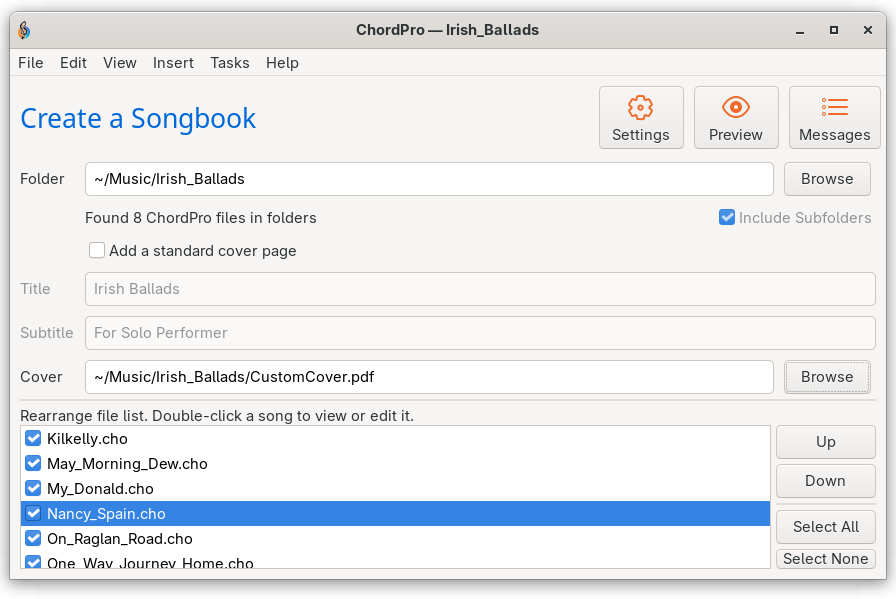 ChordPro — Irish_Ballads
File Edit View Insert Tasks Help
Create a Songbook
Settings Preview Messages
Folder ~/Music/Irish_Ballads Browse
Found 8 ChordPro files in folders Include Subfolders
Add a standard cover page
Title Irish Ballads
Subtitle For Solo Performer
Cover ~/Music/Irish_Ballads/CustomCover.pdf Browse
Rearrange file list. Double-click a song to view or edit it.
Kilkelly.cho Up
May_Morning_Dew.cho
My_Donald.cho Down
Nancy_Spain.cho
On_Raglan_Road.cho Select All
One_Way_Journey_Home.cho Select None